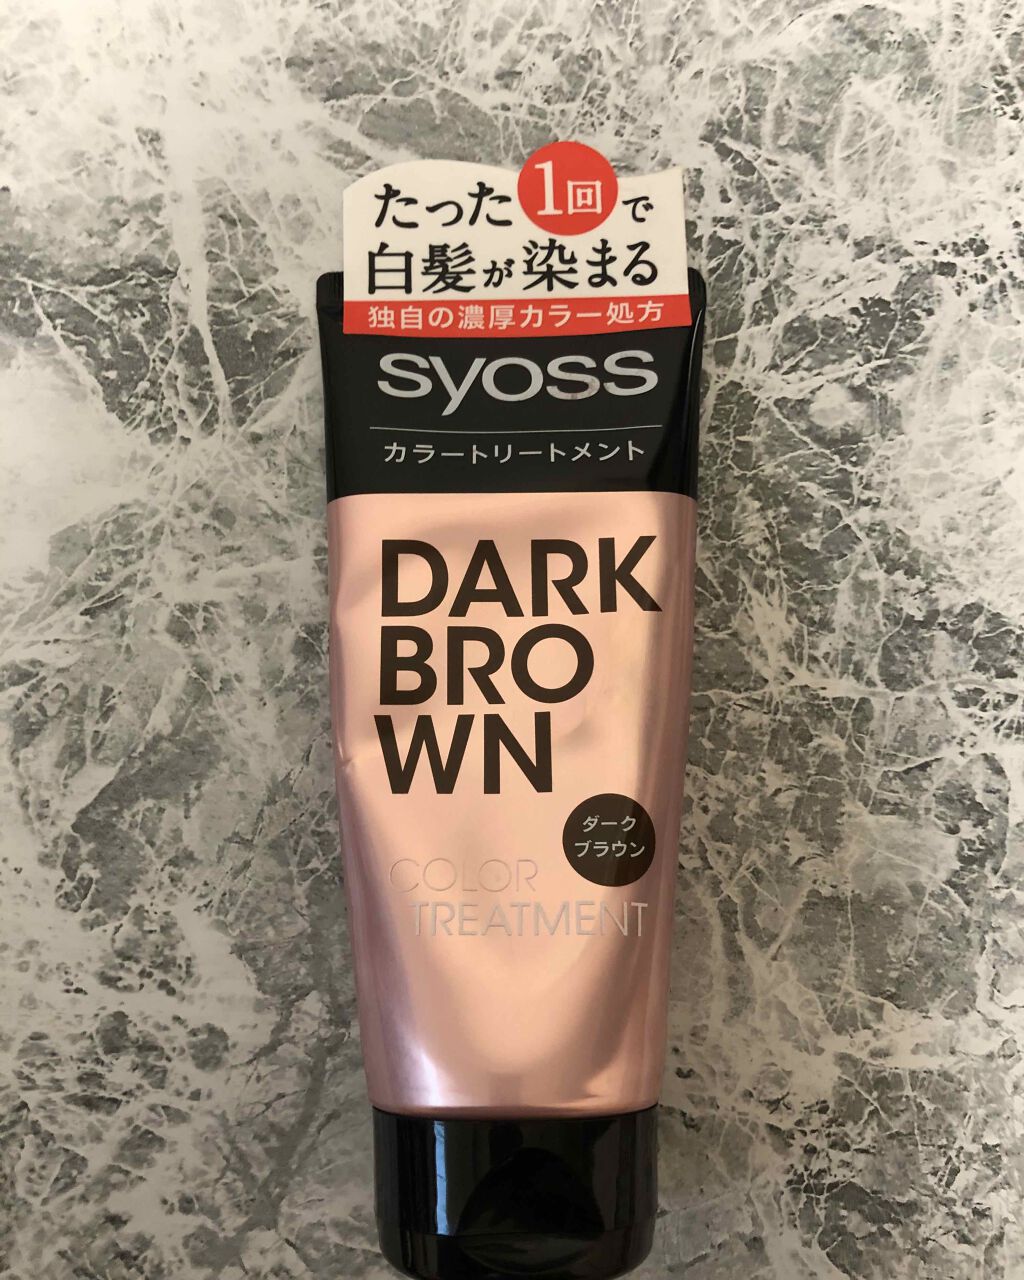 たった1回で
白髪が染まる
独自の濃厚カラー処方
syoss
カラートリートメント
DARK
BRO
WN
ダーク
ブラウン
COLOR
TREATMENT